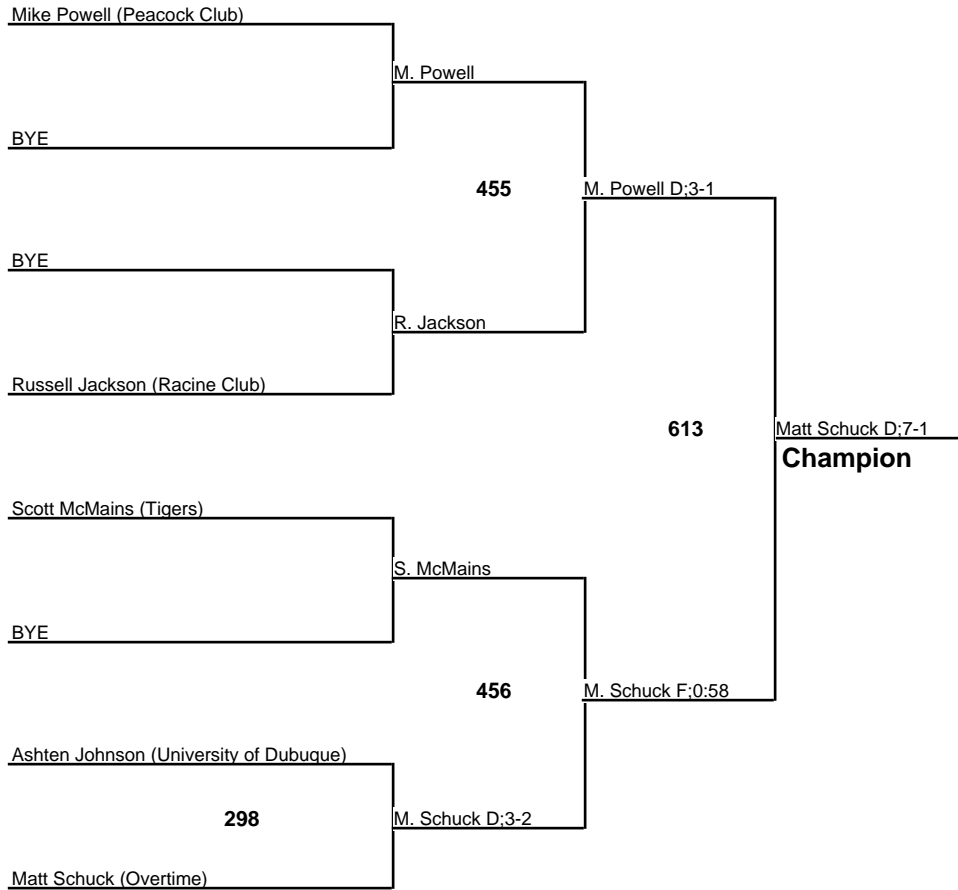 Mike Powell (Peacock Club)
M. Powell
BYE
455
M. Powell D;3-1
BYE
R. Jackson
Russell Jackson (Racine Club)
613
Matt Schuck D;7-1
Champion
Scott McMains (Tigers)
S. McMains
BYE
456
M. Schuck F;0:58
Ashten Johnson (University of Dubuque)
298
M. Schuck D;3-2
Matt Schuck (Overtime)